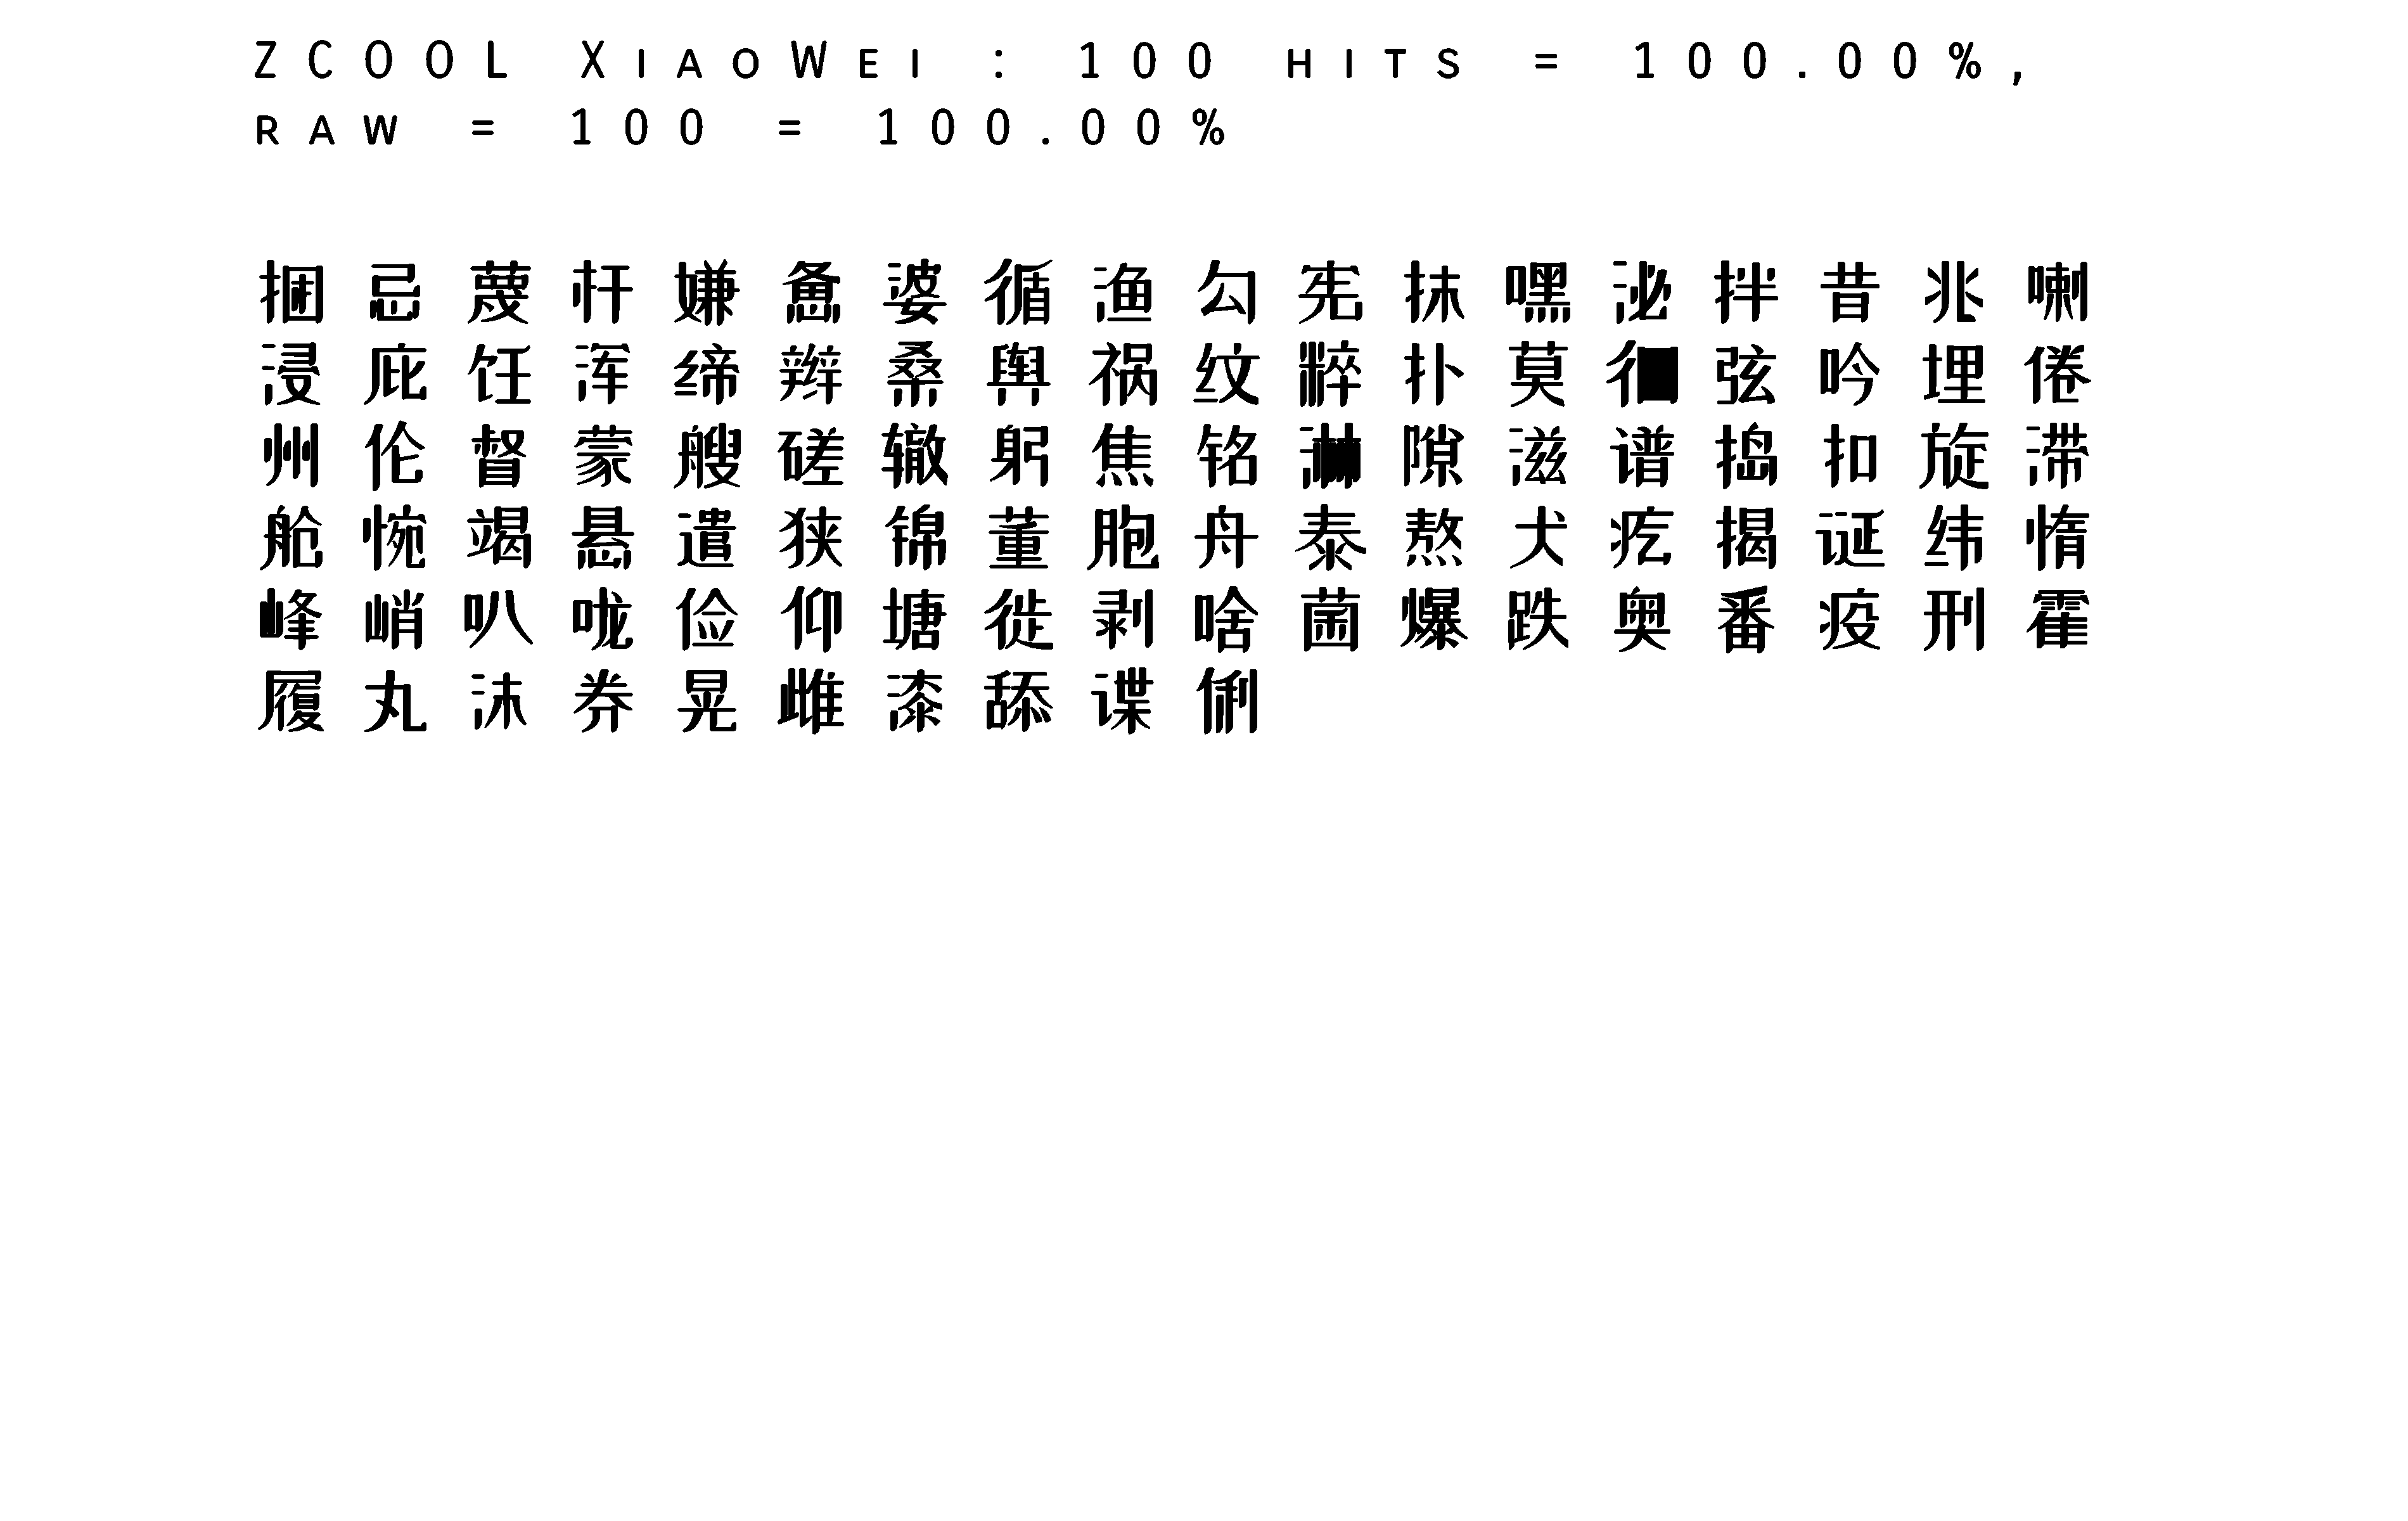 ZCOOL XiaoWei : 100 hits = 100.00%,
raw = 100 = 100.00%
捆忌蔑杆嫌惫婆循渔勾宪抹嘿泌拌昔兆喇
浸庇饪浑缔辫桑舆祸纹粹扑莫弦吟埋倦
州伦督蒙艘磋辙躬焦铭淋隙滋谱捣扣旋滞
舱惋竭悬遣狭锦董胞舟泰熬犬疙揭诞纬惰
峰峭叭咙俭仰塘徙剥啥菌爆跌奥番疫刑霍
履丸沫券晃雌漆舔谍俐